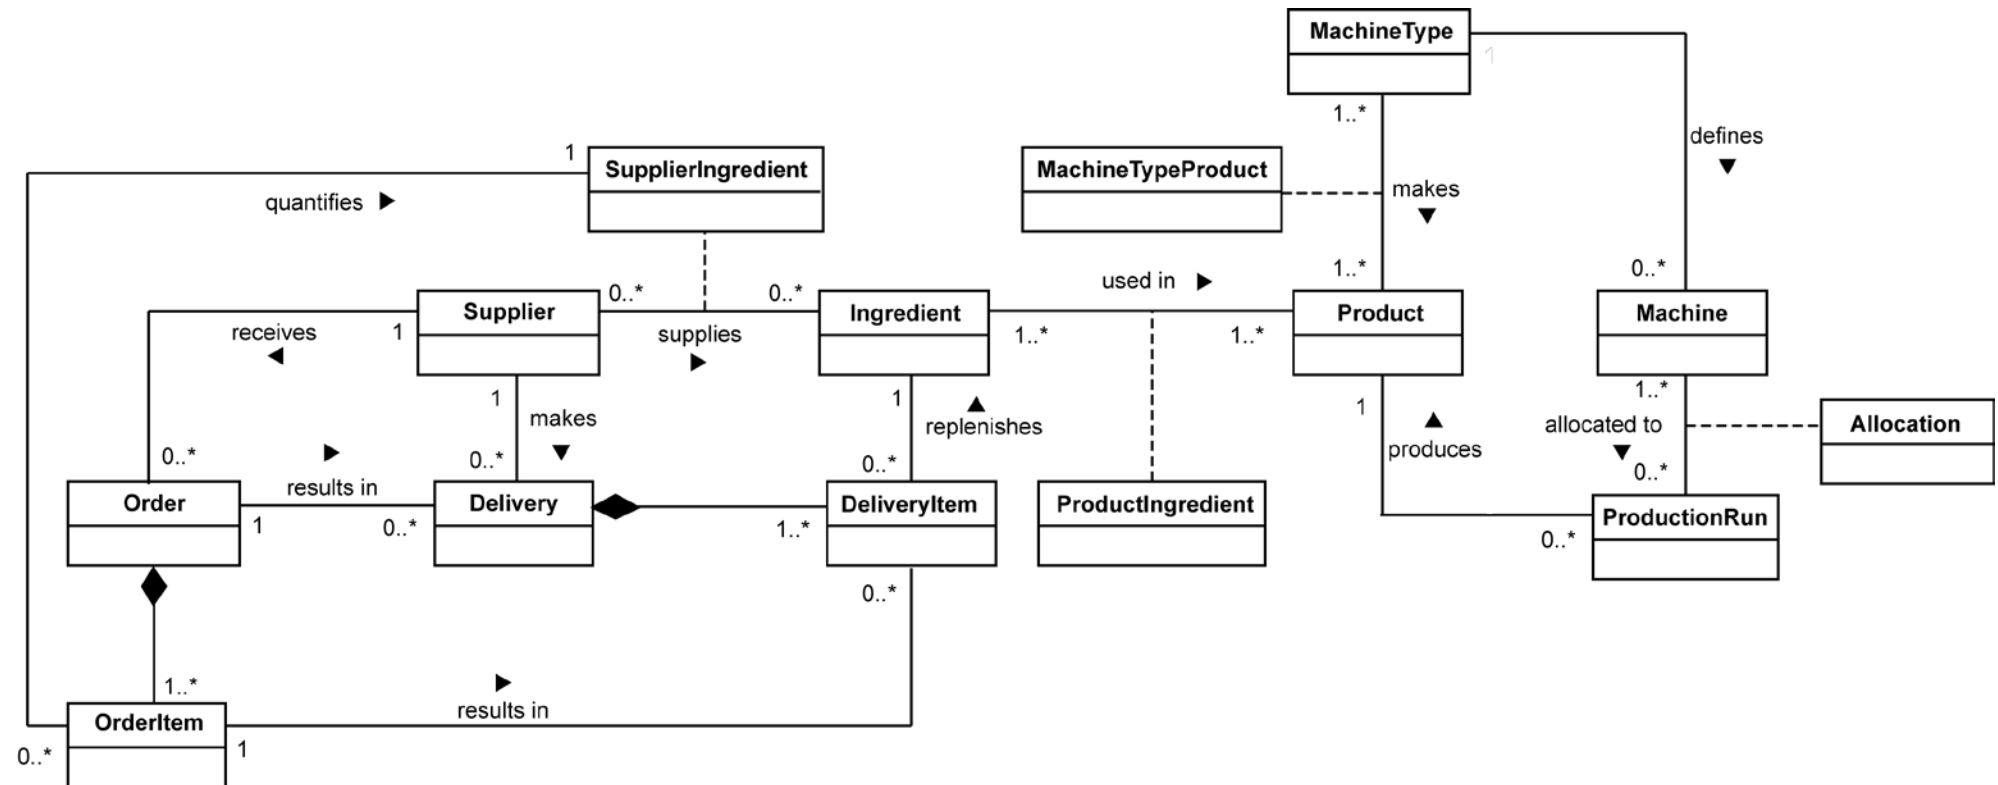 MachineType
1
1..*
defines
1
SupplierIngredient
MachineTypeProduct
makes
quantifies
1..*
0..*
used in
0..*
0..*
Supplier
Ingredient
Product
Machine
receives
1
supplies
1..*
1..*
1
makes
1
replenishes
1
produces
1..*
allocated to
0..*
Allocation
0..*
results in
0..*
0..*
Order
Delivery
DeliveryItem
ProductIngredient
ProductionRun
1
0..*
1..*
0..*
0..*
1..*
results in
OrderItem
0..*
1